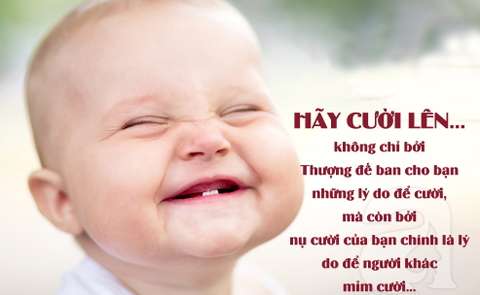 HÃY CƯỜI LÊN...
không chỉ bởi
Thượng đế ban cho bạn
những lý do để cười,
mà còn bởi
nụ cười của bạn chính là lý
do để người khác
mỉm cười...